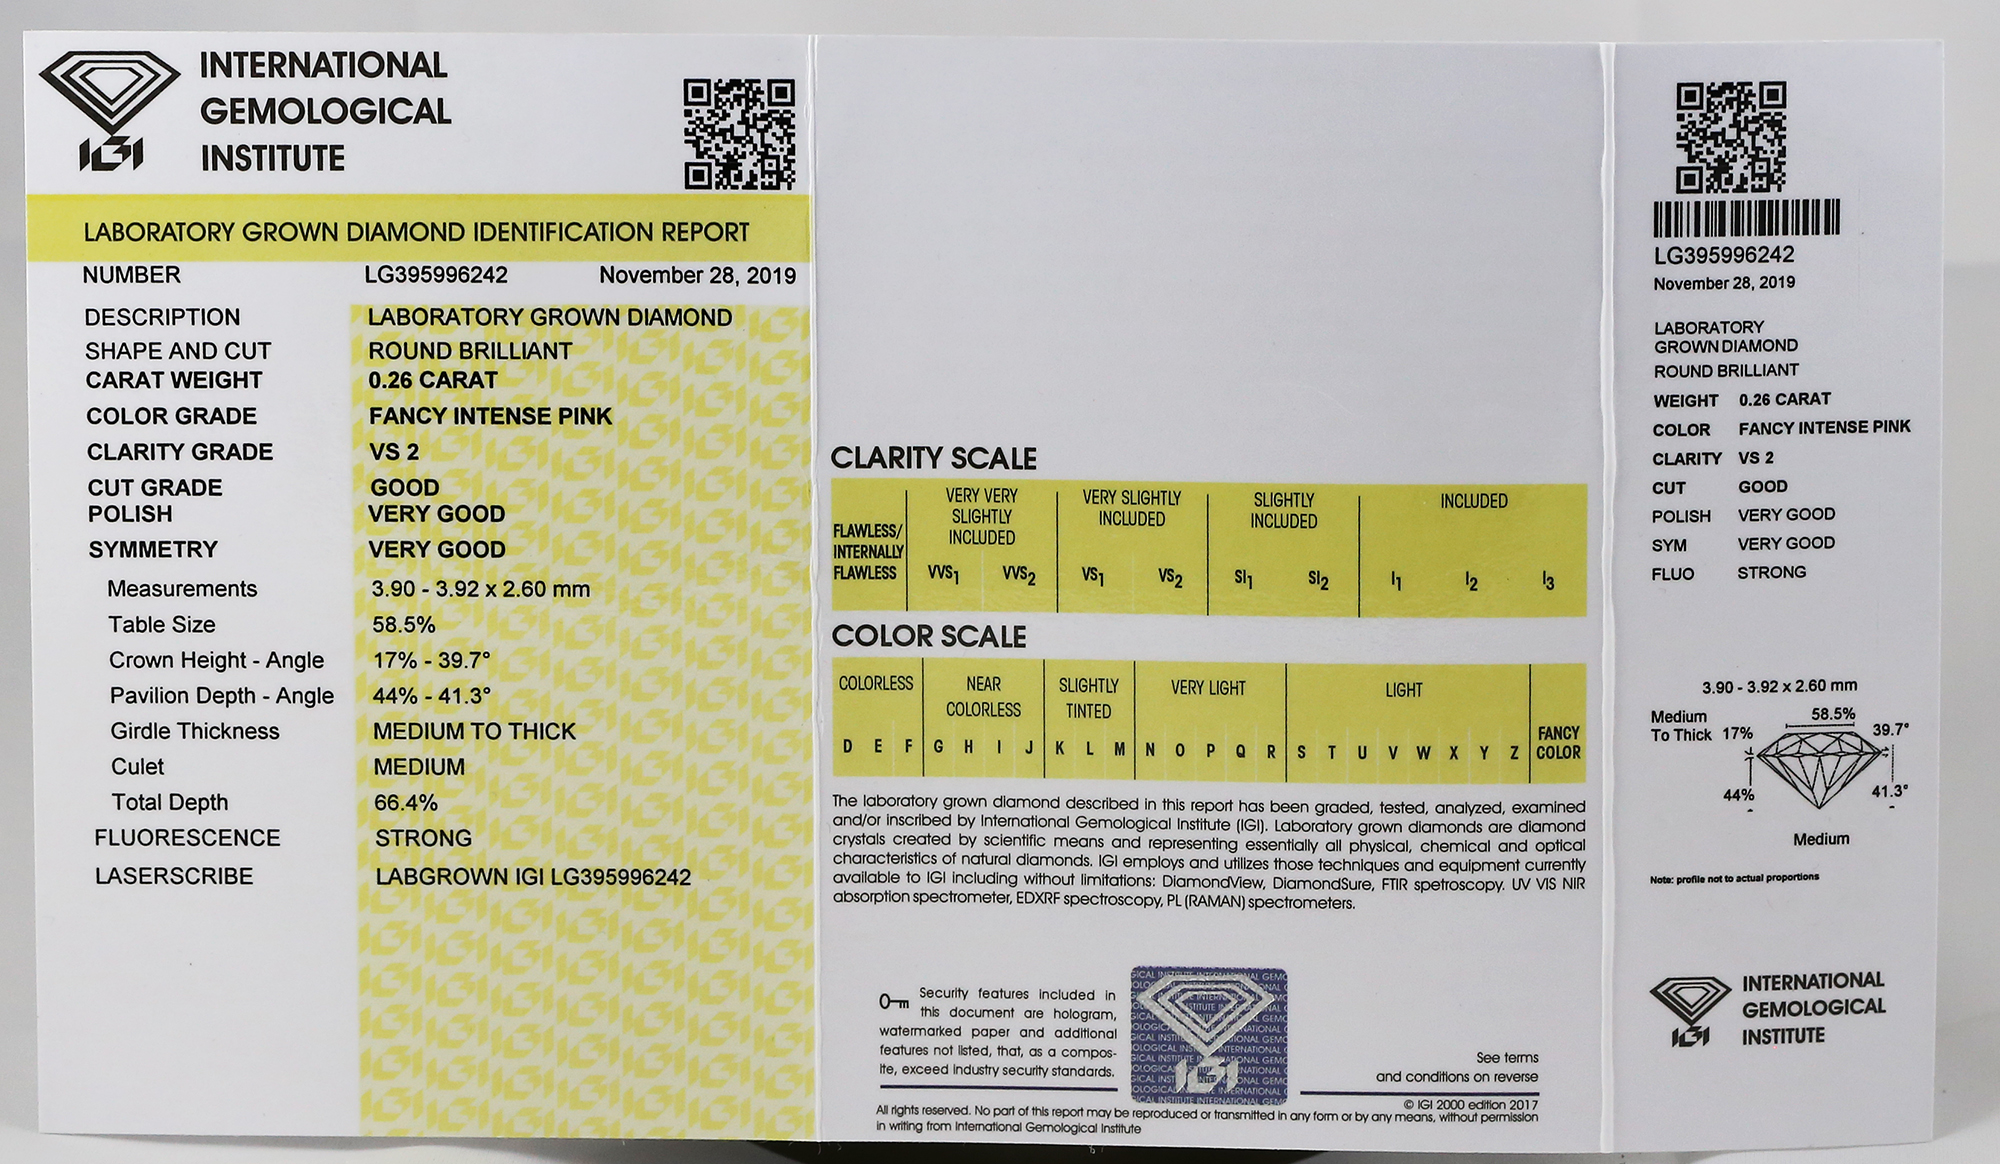 INTERNATIONAL
GEMOLOGICAL
INSTITUTE
IGI
LABORATORY GROWN DIAMOND IDENTIFICATION REPORT
NUMBER LG395996242 November 28, 2019
DESCRIPTION LABORATORY GROWN DIAMOND
SHAPE AND CUT ROUND BRILLIANT
CARAT WEIGHT 0.26 CARAT
COLOR GRADE FANCY INTENSE PINK
CLARITY GRADE VS 2
CUT GRADE GOOD
POLISH VERY GOOD
SYMMETRY VERY GOOD
Measurements 3.90 - 3.92 x 2.60 mm
Table Size 58.5%
Crown Height - Angle 17% - 39.7°
Pavilion Depth - Angle 44% - 41.3°
Girdle Thickness MEDIUM TO THICK
Culet MEDIUM
Total Depth 66.4%
FLUORESCENCE STRONG
LASERSCRIBE LABGROWN IGI LG395996242
CLARITY SCALE
FLAWLESS/
INTERNALLY
FLAWLESS
VERY VERY
SLIGHTLY
INCLUDED
VVS1 VVS2
VERY SLIGHTLY
INCLUDED
VS1 VS2
SLIGHTLY
INCLUDED
SI1 SI2
INCLUDED
I1 I2 I3
COLOR SCALE
COLORLESS
D E F
NEAR
COLORLESS
G H I J
SLIGHTLY
TINTED
K L M
VERY LIGHT
N O P Q R
LIGHT
S T U V W X Y Z
FANCY
COLOR
The laboratory grown diamond described in this report has been graded, tested, analyzed, examined
and/or inscribed by International Gemological Institute (IGI). Laboratory grown diamonds are diamond
crystals created by scientific means and representing essentially all physical, chemical and optical
characteristics of natural diamonds. IGI employs and utilizes those techniques and equipment currently
available to IGI including without limitations: DiamondView, DiamondSure, FTIR spetroscopy. UV VIS NIR
absorption spectrometer, EDXRF spectroscopy, PL (RAMAN) spectrometers.
Security features included in
this document are hologram,
watermarked paper and additional
features not listed, that, as a compos-
ite, exceed industry security standards.
IGI
See terms
and conditions on reverse
© IGI 2000 edition 2017
All rights reserved. No part of this report may be reproduced or transmitted in any form or by any means, without permission
in writing from International Gemological Institute
LG395996242
November 28, 2019
LABORATORY
GROWN DIAMOND
ROUND BRILLIANT
WEIGHT 0.26 CARAT
COLOR FANCY INTENSE PINK
CLARITY VS 2
CUT GOOD
POLISH VERY GOOD
SYM VERY GOOD
FLUO STRONG
3.90 - 3.92 x 2.60 mm
Medium
To Thick
58.5%
17%
39.7°
44%
41.3°
Medium
Note: profile not to actual proportions
IGI
INTERNATIONAL
GEMOLOGICAL
INSTITUTE